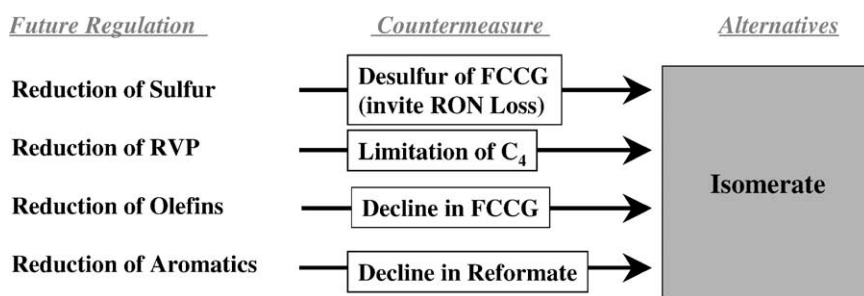 Future Regulation Countermeasure Alternatives
Reduction of Sulfur
Desulfur of FCCG
(invite RON Loss)
Reduction of RVP
Limitation of C₄
Reduction of Olefins
Decline in FCCG
Reduction of Aromatics
Decline in Reformate
Isomerate